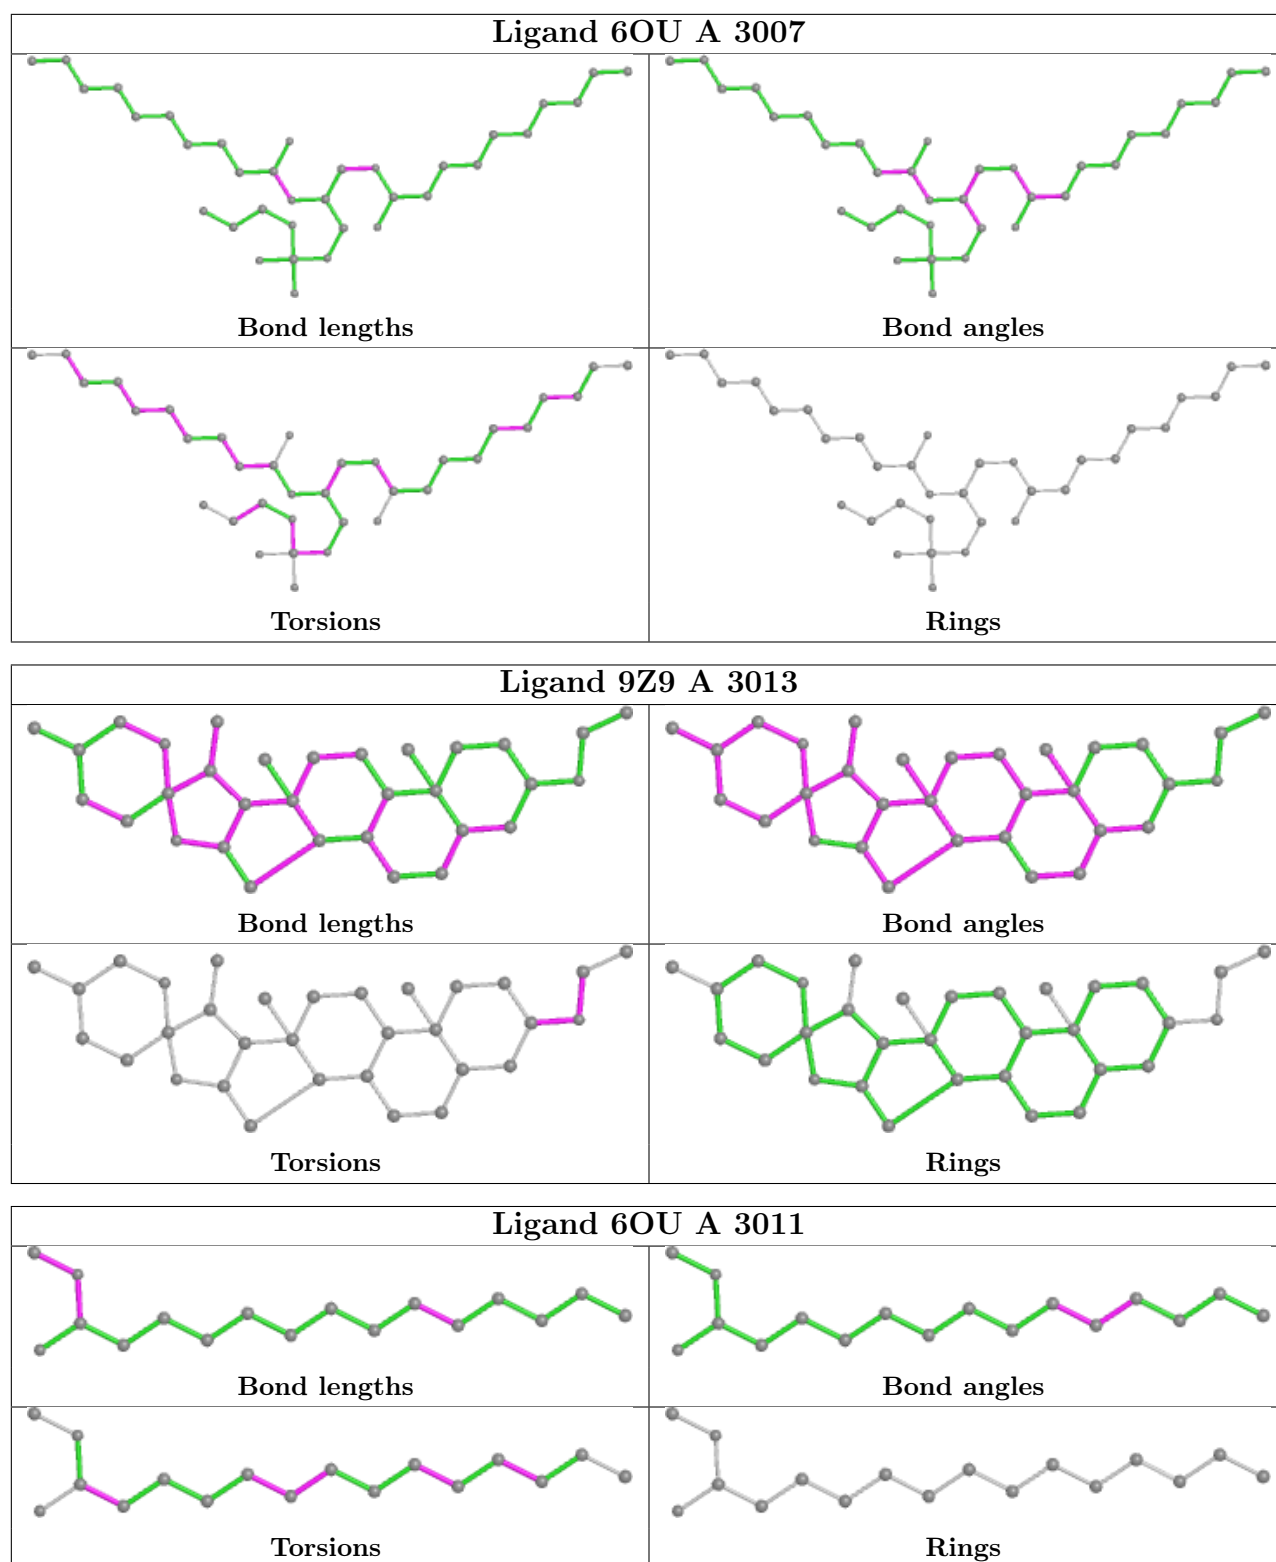 Ligand 6OU A 3007
Bond lengths
Bond angles
Torsions
Rings
Ligand 9Z9 A 3013
Bond lengths
Bond angles
Torsions
Rings
Ligand 6OU A 3011
Bond lengths
Bond angles
Torsions
Rings